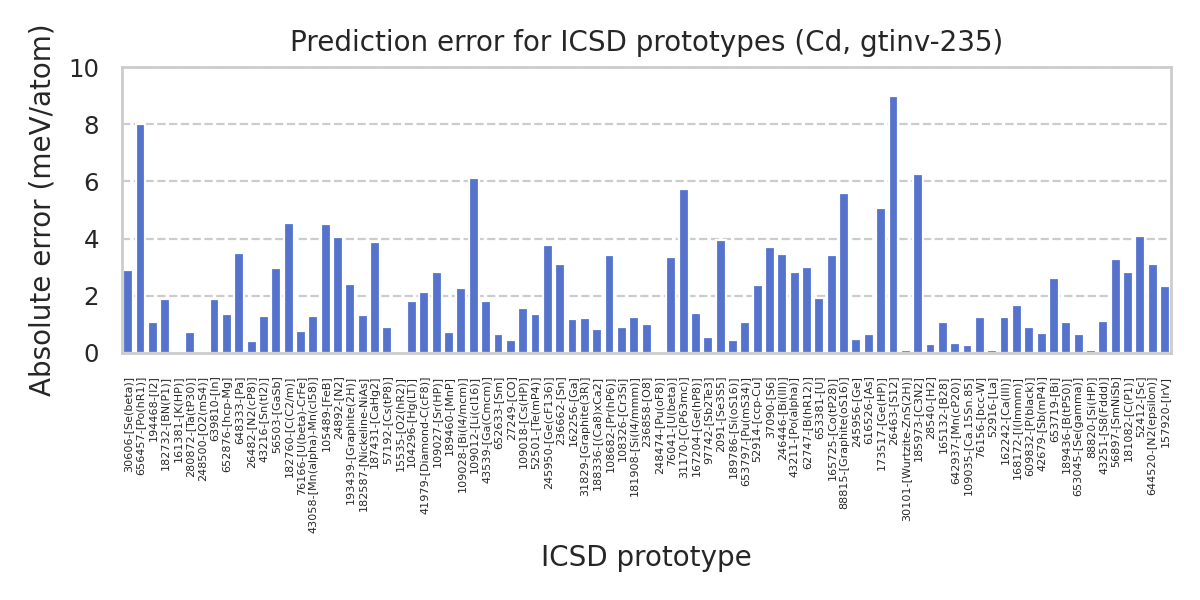 Prediction error for ICSD prototypes (Cd, gtinv-235)
Absolute error (meV/atom)
10
8
6
4
2
0
30606-[Se(beta)]
656457-[Po(hR1)]
194468-[I2]
182732-[BN(P1)]
161381-[K(HP)]
280872-[Ta(tP30)]
248500-[O2(mS4)]
639810-[In]
652876-[hcp-Mg]
648333-[Pa]
26482-[N2(cP8)]
43216-[Sn(tI2)]
56503-[GaSb]
182760-[C(C2/m)]
76166-[U(beta)-CrFe]
43058-[Mn(alpha)-Mn(cI58)]
105489-[FeB]
24892-[N2]
193439-[Graphite(2H)]
182587-[Nickeline-NiAs]
187431-[CaHg2]
57192-[Cs(tP8)]
15535-[O2(hR2)]
104296-[Hg(LT)]
41979-[Diamond-C(cF8)]
109027-[Sr(HP)]
189460-[MnP]
109028-[Bi(I4/mcm)]
109012-[Li(cI16)]
43539-[Ga(Cmcm)]
652633-[Sm]
27249-[CO]
109018-[Cs(HP)]
52501-[Te(mP4)]
245950-[Ge(cF136)]
236662-[Sn]
162256-[Ga]
31829-[Graphite(3R)]
188336-[(Ca8)xCa2]
108682-[Pr(hP6)]
108326-[Cr3Si]
181908-[Si(I4/mmm)]
236858-[O8]
248474-[Pu(oF8)]
76041-[U(beta)]
31170-[C(P63mc)]
167204-[Ge(hP8)]
97742-[Sb2Te3]
2091-[Se3S5]
189786-[Si(oS16)]
653797-[Pu(mS34)]
52914-[ccp-Cu]
37090-[S6]
246446-[Bi(III)]
43211-[Po(alpha)]
62747-[B(hR12)]
653381-[U]
165725-[Co(tP28)]
88815-[Graphite(oS16)]
245956-[Ge]
616526-[As]
173517-[Ge(HP)]
26463-[S12]
30101-[Wurtzite-ZnS(2H)]
185973-[C3N2]
28540-[H2]
165132-[B28]
642937-[Mn(cP20)]
109035-[Ca.15Sn.85]
76156-[bcc-W]
52916-[La]
162242-[Ca(III)]
168172-[I(Immm)]
609832-[P(black)]
42679-[Sb(mP4)]
653719-[Bi]
189436-[B(tP50)]
653045-[Se(gamma)]
88820-[Si(HP)]
43251-[S8(Fddd)]
56897-[SmNiSb]
181082-[C(P1)]
52412-[Sc]
644520-[N2(epsilon)]
157920-[IrV]
ICSD prototype